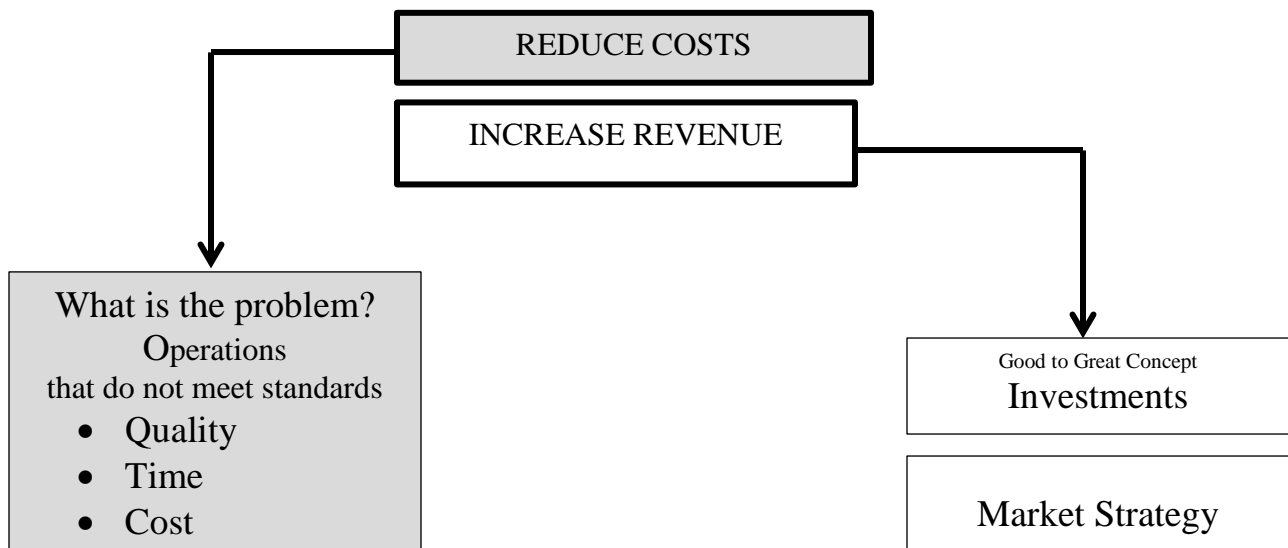 REDUCE COSTS
INCREASE REVENUE
What is the problem?
Operations
that do not meet standards
• Quality
• Time
• Cost
Good to Great Concept
Investments
Market Strategy